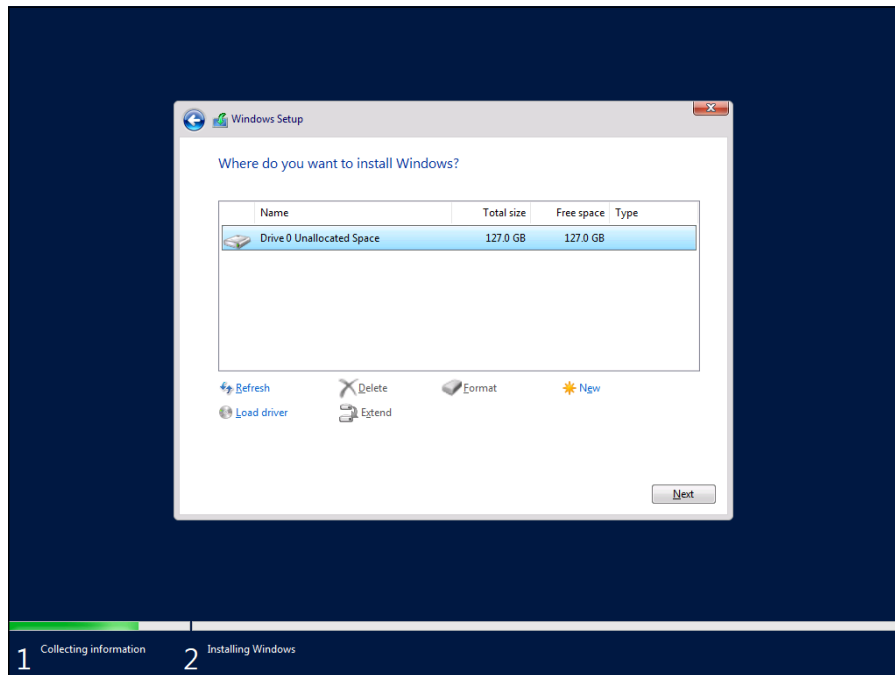 Windows Setup
Where do you want to install Windows?
Name Total size Free space Type
Drive 0 Unallocated Space 127.0 GB 127.0 GB
Refresh Delete Format New
Load driver Extend
Next
1 Collecting information 2 Installing Windows